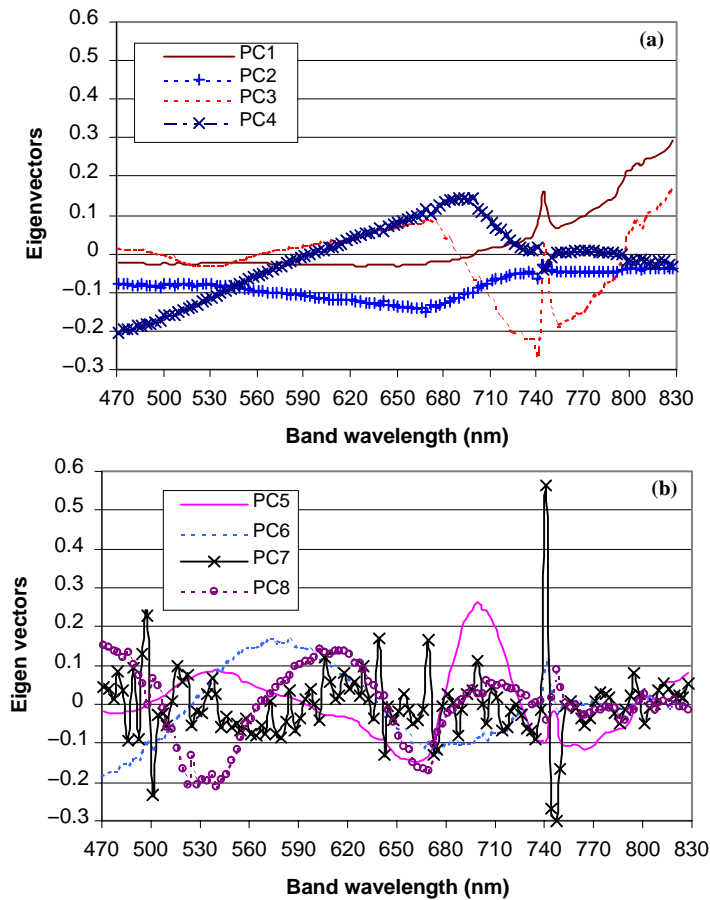 (a)
PC1
PC2
PC3
PC4
Eigenvectors
0.6
0.5
0.4
0.3
0.2
0.1
0
−0.1
−0.2
−0.3
470 500 530 560 590 620 650 680 710 740 770 800 830
Band wavelength (nm)
(b)
PC5
PC6
PC7
PC8
Eigen vectors
0.6
0.5
0.4
0.3
0.2
0.1
0
−0.1
−0.2
−0.3
470 500 530 560 590 620 650 680 710 740 770 800 830
Band wavelength (nm)